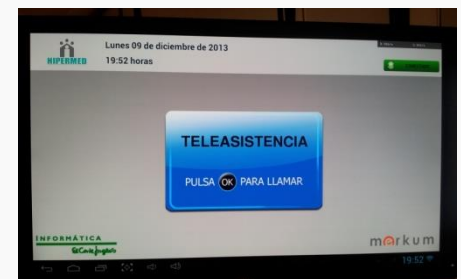 HIPERMED
Lunes 09 de diciembre de 2013
19:52 horas
TELEASISTENCIA
PULSA OK PARA LLAMAR
INFORMÁTICA
El Corte Inglés
markum
19:52